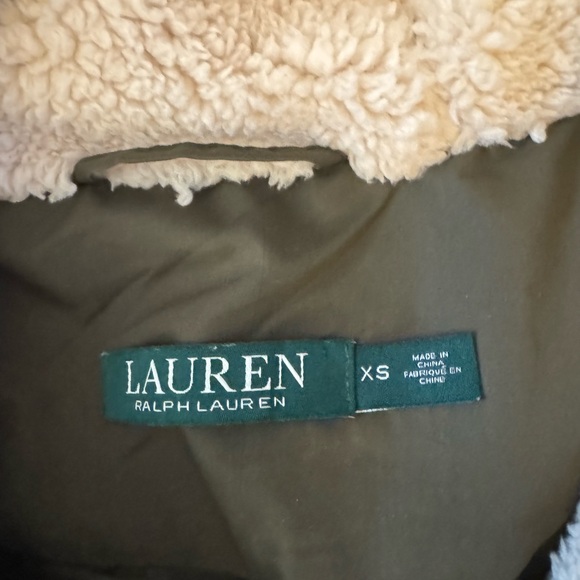 LAUREN
RALPH LAUREN
XS
MADE IN
CHINA
FABRIQUÉ EN
CHINE